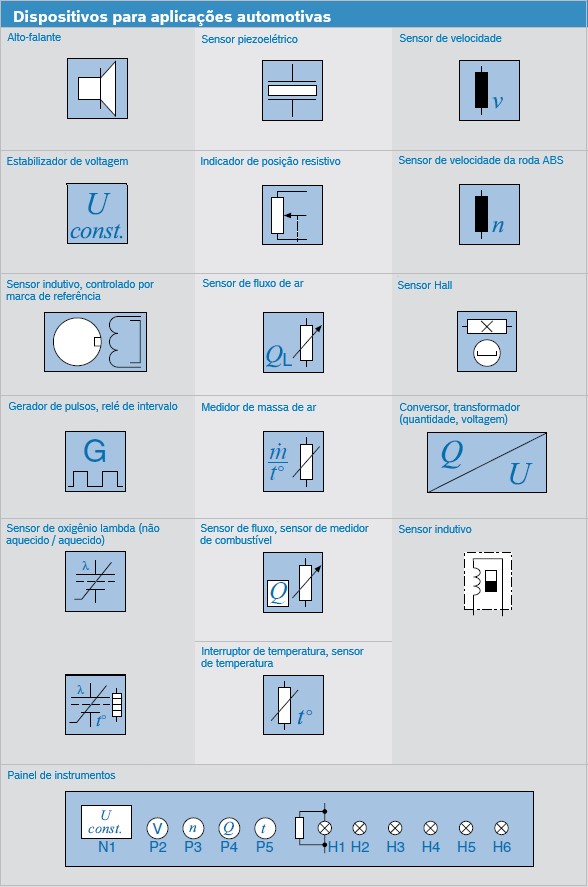 Dispositivos para aplicações automotivas
Alto-falante
Sensor piezoelétrico
Sensor de velocidade
v
Estabilizador de voltagem
Indicador de posição resistivo
Sensor de velocidade da roda ABS
U
const.
n
Sensor indutivo, controlado por
marca de referência
Sensor de fluxo de ar
Sensor Hall
QL
Gerador de pulsos, relé de intervalo
Medidor de massa de ar
Conversor, transformador
(quantidade, voltagem)
G
ṁ
t°
Q
U
Sensor de oxigênio lambda (não
aquecido / aquecido)
Sensor de fluxo, sensor de medidor
de combustível
Sensor indutivo
λ
Q
Interruptor de temperatura, sensor
de temperatura
λ
t°
t°
Painel de instrumentos
U
const.
V
n
Q
t
N1 P2 P3 P4 P5 H1 H2 H3 H4 H5 H6